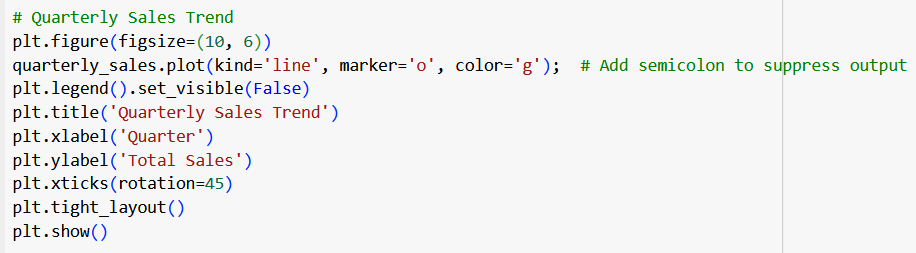 # Quarterly Sales Trend
plt.figure(figsize=(10, 6))
quarterly_sales.plot(kind='line', marker='o', color='g');  # Add semicolon to suppress output
plt.legend().set_visible(False)
plt.title('Quarterly Sales Trend')
plt.xlabel('Quarter')
plt.ylabel('Total Sales')
plt.xticks(rotation=45)
plt.tight_layout()
plt.show()